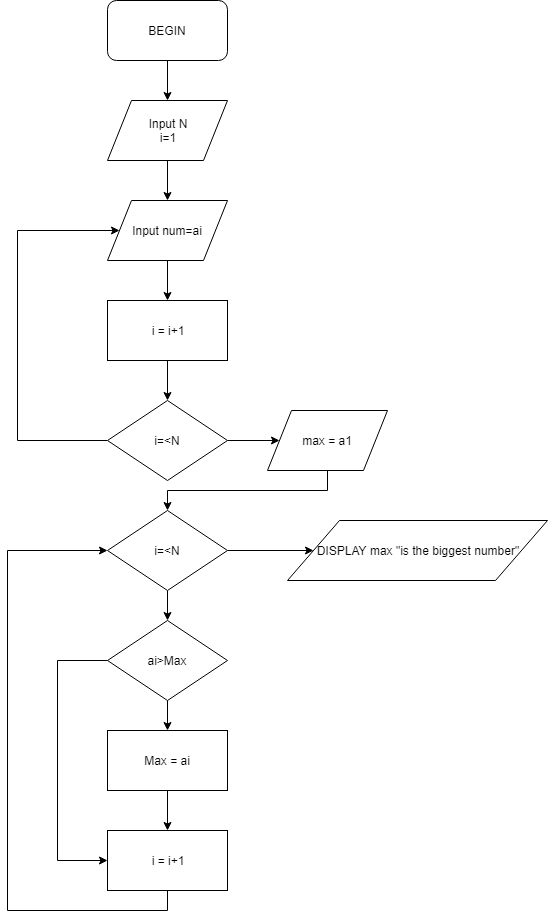 BEGIN
Input N
i=1
Input num=ai
i = i+1
i=<N
max = a1
i=<N
DISPLAY max "is the biggest number"
ai>Max
Max = ai
i = i+1